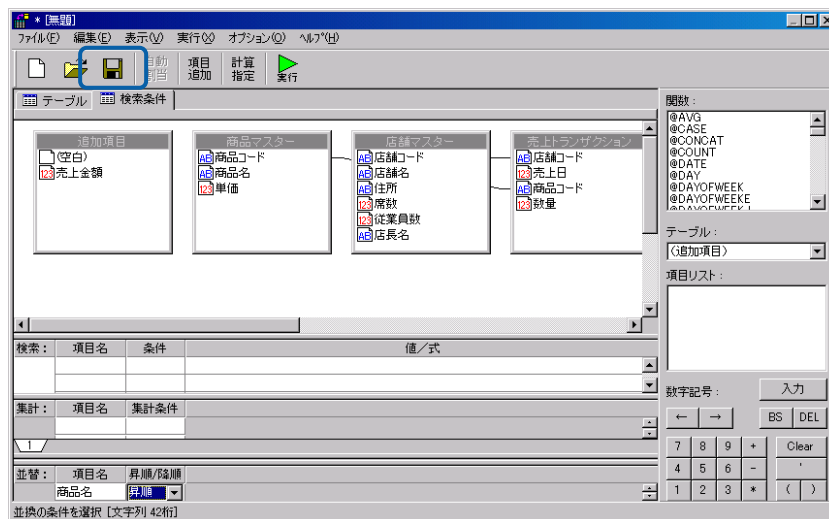 * [無題]
ファイル(F) 編集(E) 表示(V) 実行(X) オプション(O) ヘルプ(H)
自動割当 項目追加 計算指定 実行
テーブル 検索条件
関数：
@AVG
@CASE
@CONCAT
@COUNT
@DATE
@DAY
@DAYOFWEEK
@DAYOFWEEKE
追加項目
(空白)
売上金額
商品マスター
商品コード
商品名
単価
店舗マスター
店舗コード
店舗名
住所
席数
従業員数
店長名
売上トランザクション
店舗コード
売上日
商品コード
数量
テーブル：
(追加項目)
項目リスト：
検索： 項目名 条件 値／式
集計： 項目名 集計条件
1
並替： 項目名 昇順/降順
商品名 昇順
数字記号： 入力
← → BS DEL
7 8 9 + Clear
4 5 6 - '
1 2 3 * ( )
並換の条件を選択 [文字列 42桁]